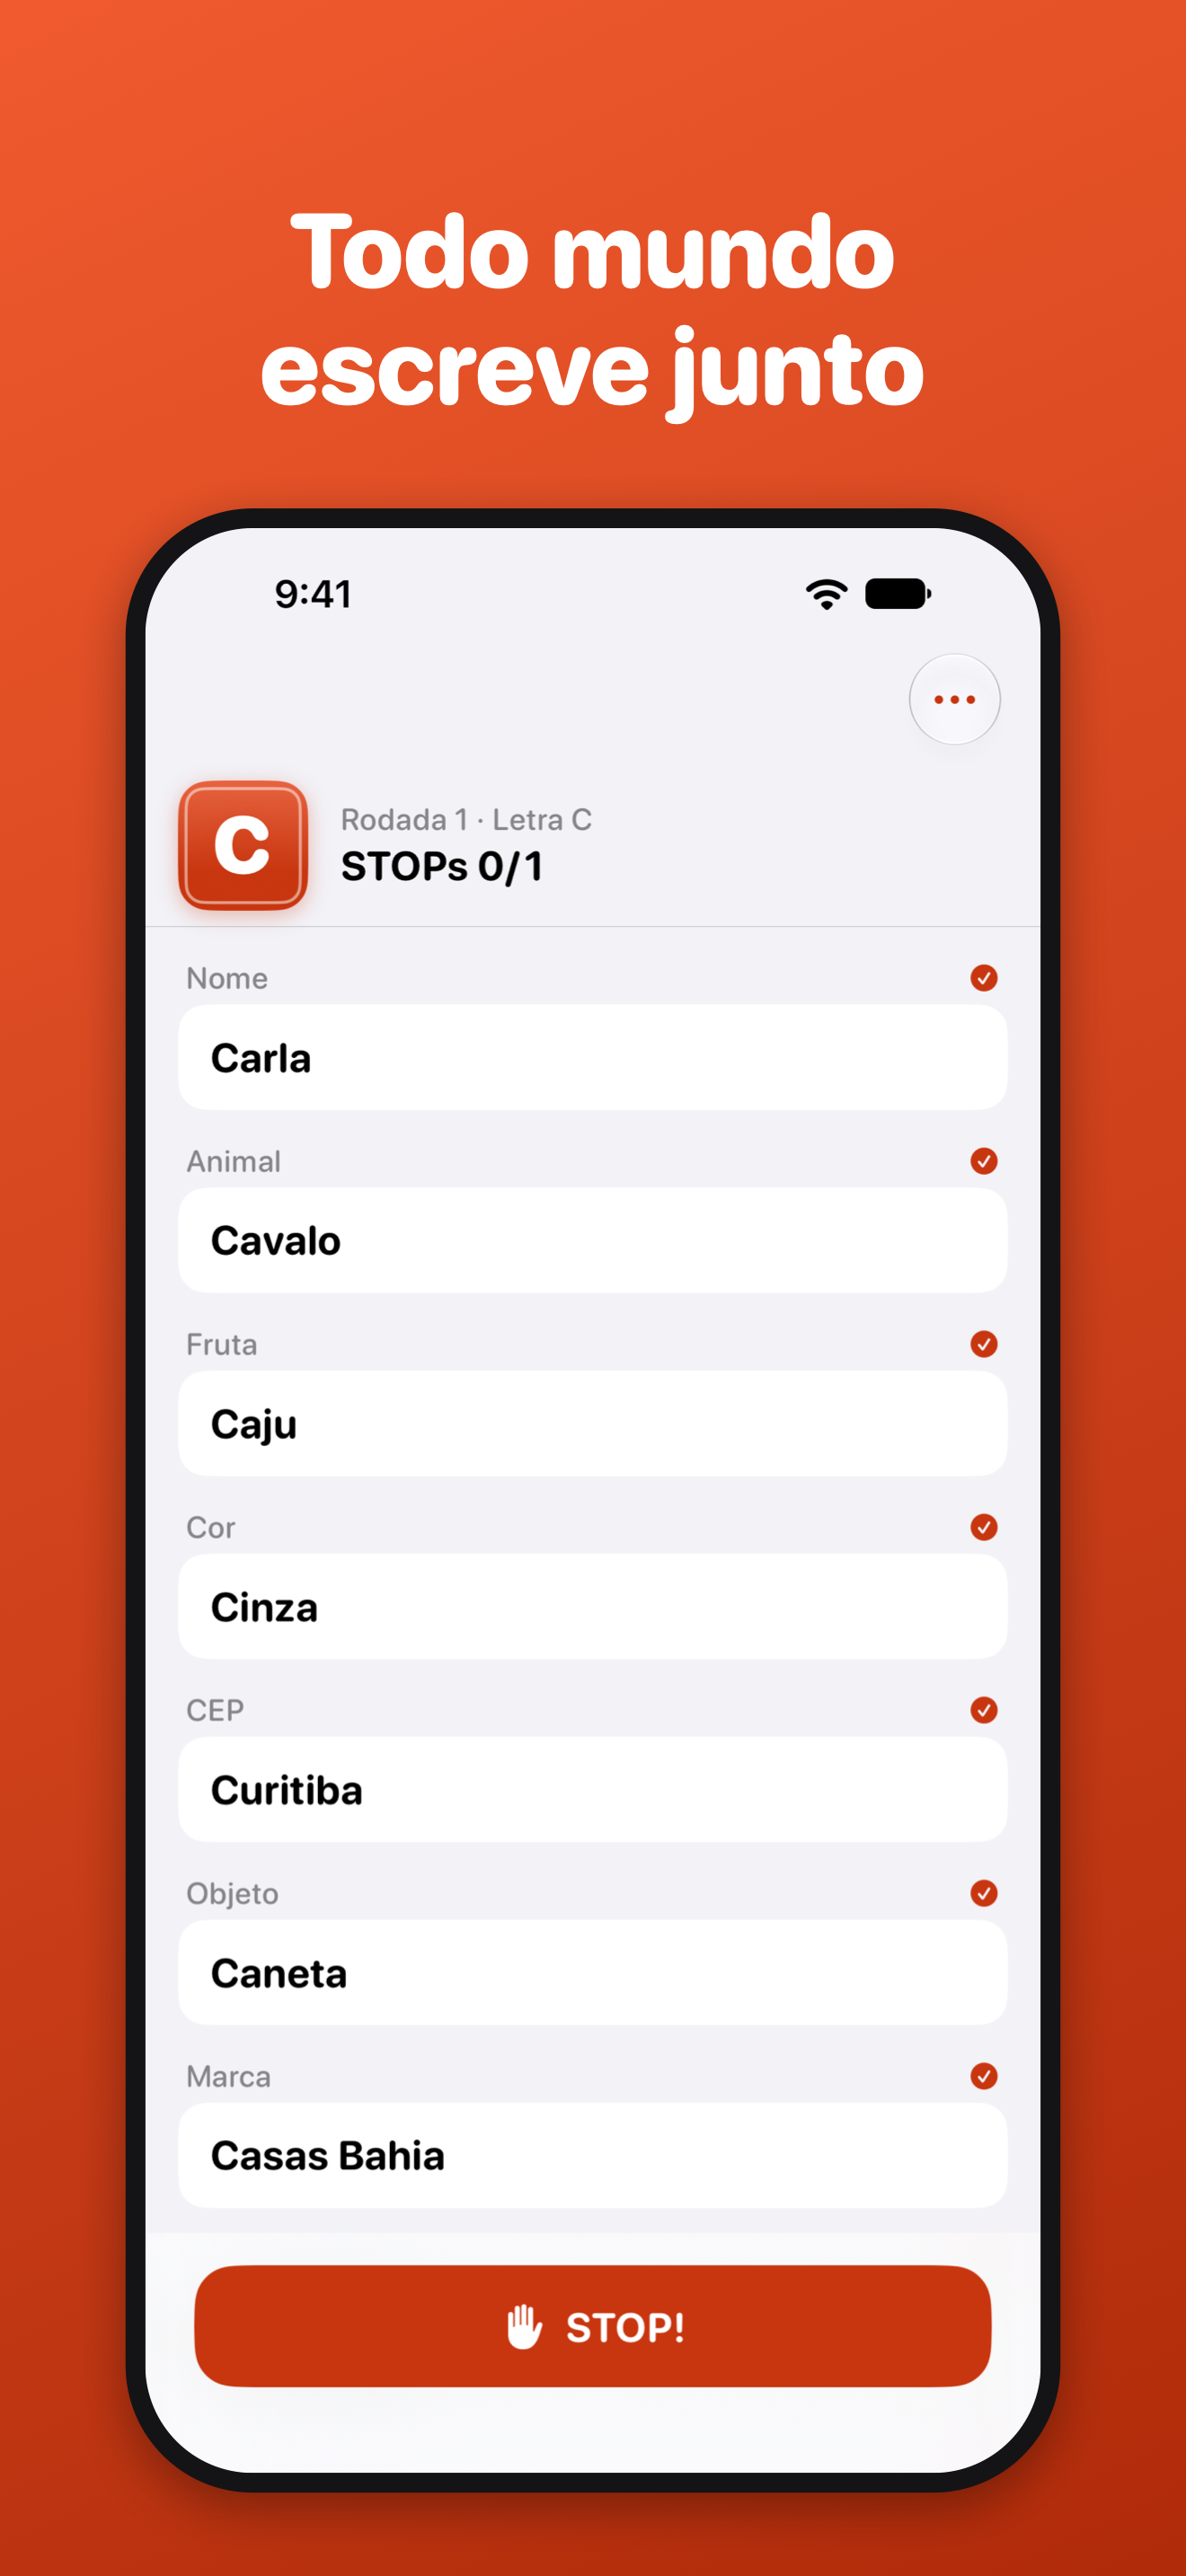 Todo mundo
escreve junto
9:41
C
Rodada 1 · Letra C
STOPs 0/1
Nome
Carla
Animal
Cavalo
Fruta
Caju
Cor
Cinza
CEP
Curitiba
Objeto
Caneta
Marca
Casas Bahia
STOP!